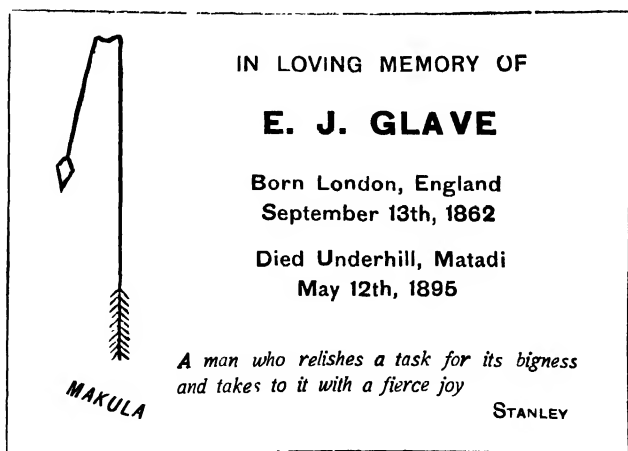 IN LOVING MEMORY OF
E. J. GLAVE
Born London, England
September 13th, 1862
Died Underhill, Matadi
May 12th, 1895
A man who relishes a task for its bigness
and takes to it with a fierce joy
STANLEY
MAKULA